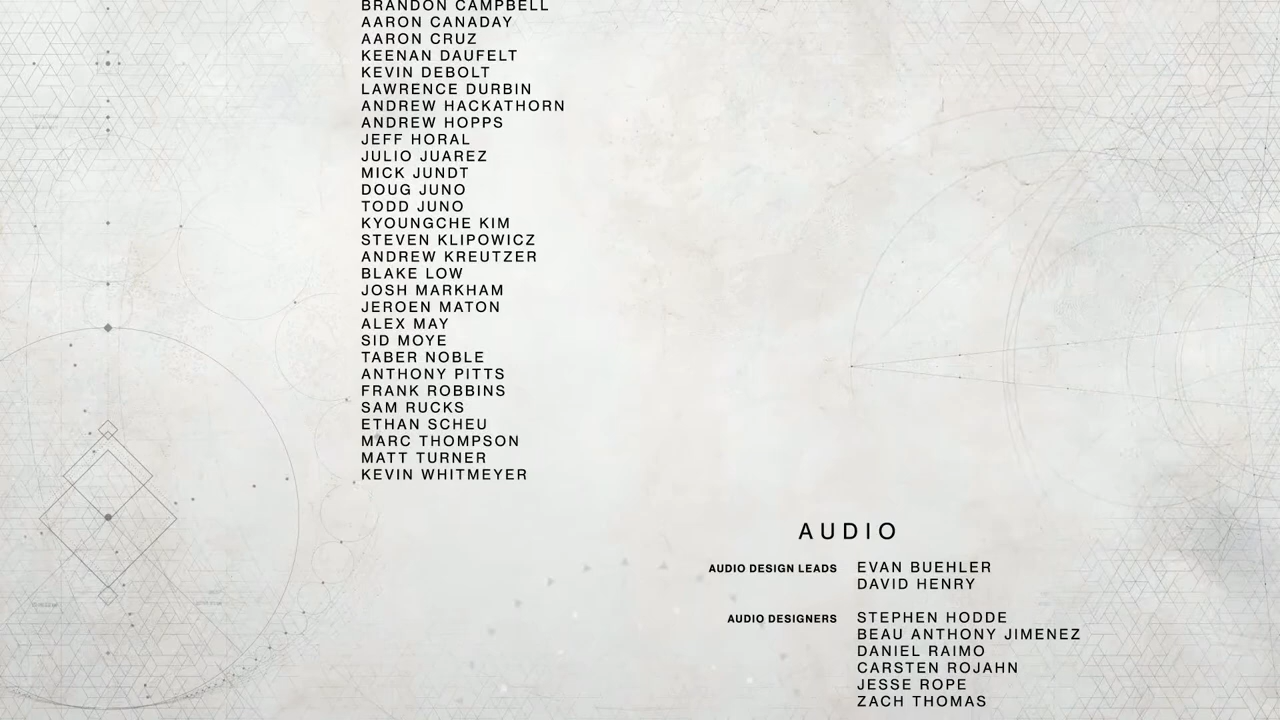 BRANDON CAMPBELL
AARON CANADAY
AARON CRUZ
KEENAN DAUFELT
KEVIN DEBOLT
LAWRENCE DURBIN
ANDREW HACKATHORN
ANDREW HOPPS
JEFF HORAL
JULIO JUAREZ
MICK JUNDT
DOUG JUNO
TODD JUNO
KYOUNGCHE KIM
STEVEN KLIPOWICZ
ANDREW KREUTZER
BLAKE LOW
JOSH MARKHAM
JEROEN MATON
ALEX MAY
SID MOYE
TABER NOBLE
ANTHONY PITTS
FRANK ROBBINS
SAM RUCKS
ETHAN SCHEU
MARC THOMPSON
MATT TURNER
KEVIN WHITMEYER
AUDIO
AUDIO DESIGN LEADS EVAN BUEHLER
DAVID HENRY
AUDIO DESIGNERS STEPHEN HODDE
BEAU ANTHONY JIMENEZ
DANIEL RAIMO
CARSTEN ROJAHN
JESSE ROPE
ZACH THOMAS